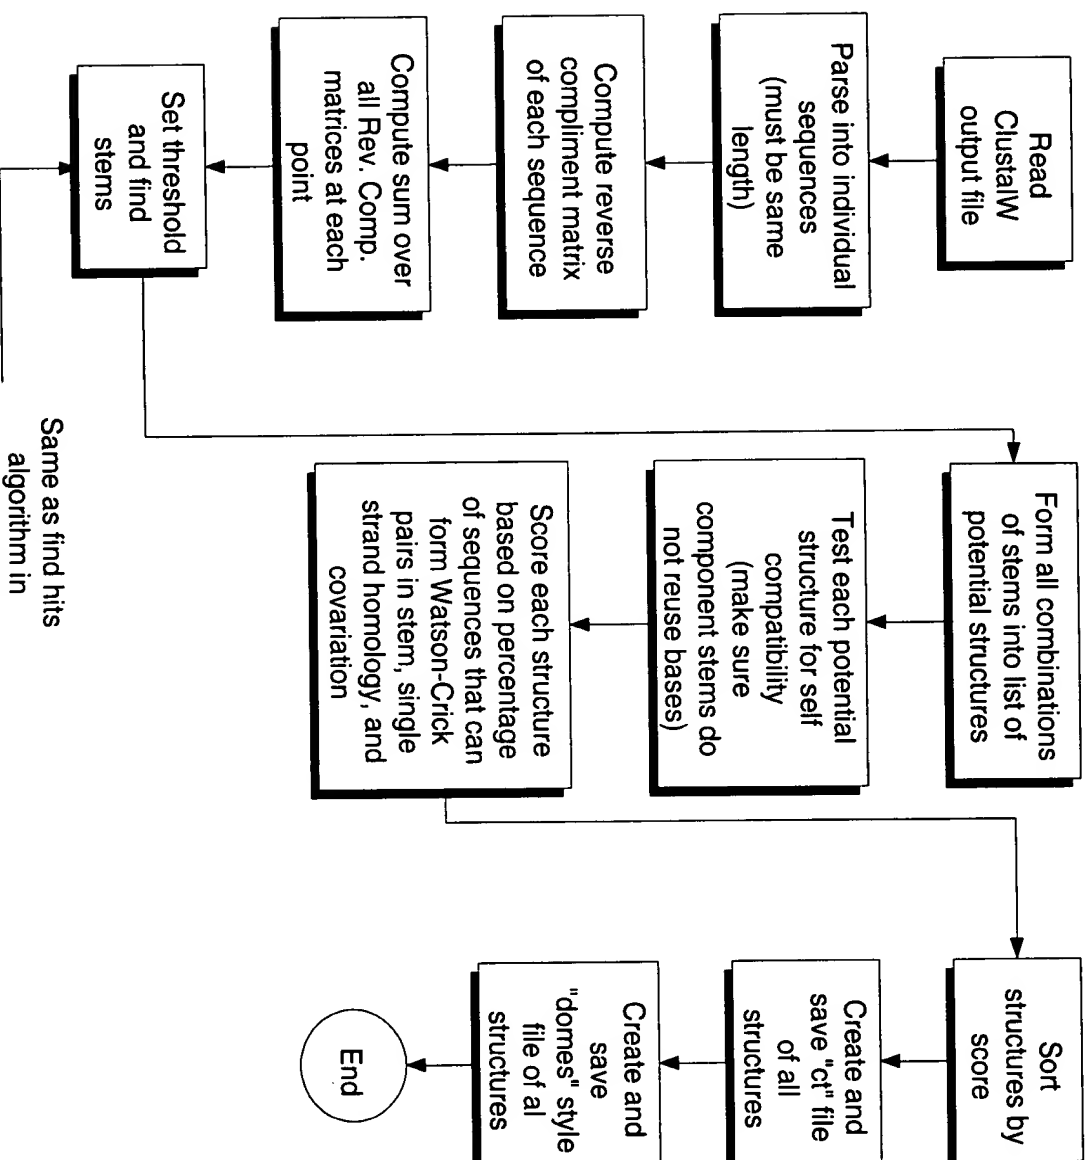 Read
ClustalW
output file
Parse into individual
sequences
(must be same
length)
Compute reverse
compliment matrix
of each sequence
Compute sum over
all Rev. Comp.
matrices at each
point
Set threshold
and find
stems
Same as find hits
algorithm in
Form all combinations
of stems into list of
potential structures
Test each potential
structure for self
compatibility
(make sure
component stems do
not reuse bases)
Score each structure
based on percentage
of sequences that can
form Watson-Crick
pairs in stem, single
strand homology, and
covariation
Sort
structures by
score
Create and
save "ct" file
of all
structures
Create and
save
"domes" style
file of al
structures
End